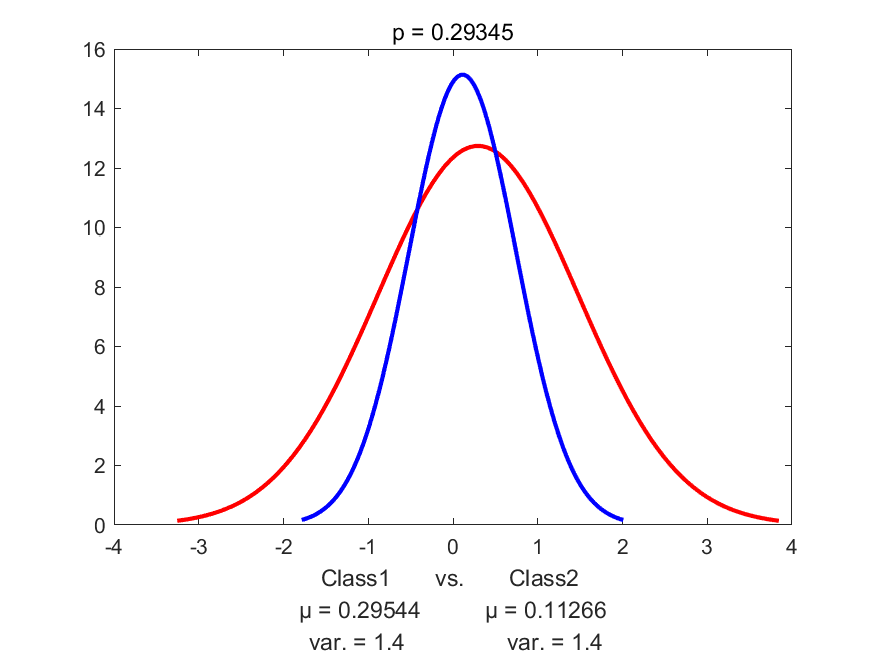 p = 0.29345
16
14
12
10
8
6
4
2
0
-4 -3 -2 -1 0 1 2 3 4
Class1 vs. Class2
μ = 0.29544 μ = 0.11266
var. = 1.4 var. = 1.4